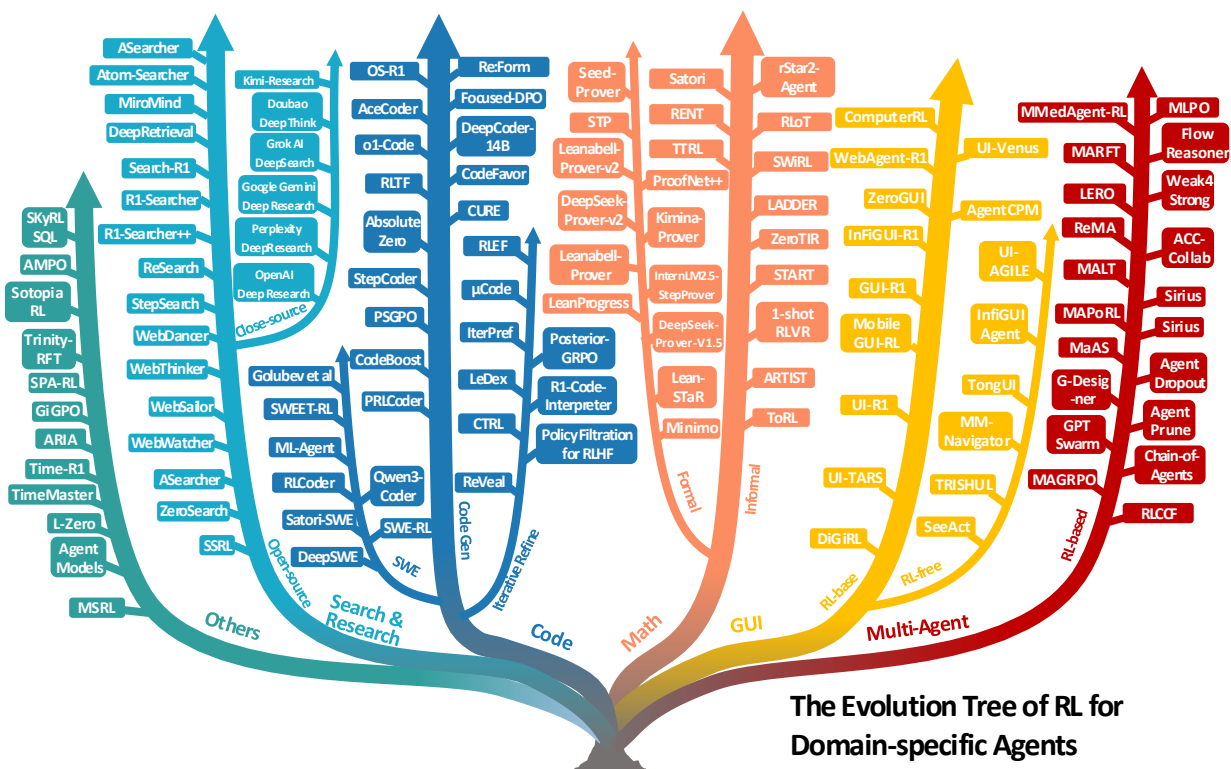 SKyRL
SQL
AMPO
Sotopia
RL
Trinity-
RFT
SPA-RL
GiGPO
ARIA
Time-R1
TimeMaster
L-Zero
Agent
Models
MSRL
Others
ASearcher
Atom-Searcher
MiroMind
DeepRetrieval
Search-R1
R1-Searcher
R1-Searcher++
ReSearch
StepSearch
WebDancer
WebThinker
WebSailor
WebWatcher
ASearcher
ZeroSearch
SSRL
Open-source
Kimi-Research
Doubao
DeepThink
Grok AI
DeepSearch
Google Gemini
Deep Research
Perplexity
DeepResearch
OpenAI
Deep Research
Close-source
Search &
Research
Golubev et al
SWEET-RL
ML-Agent
RLCoder
Qwen3-
Coder
Satori-SWE
SWE-RL
DeepSWE
SWE
OS-R1
Re:Form
AceCoder
Focused-DPO
o1-Code
DeepCoder-
14B
RLTF
CodeFavor
Absolute
Zero
CURE
StepCoder
PSGPO
CodeBoost
PRLCoder
Code Gen
RLEF
μCode
IterPref
Posterior-
GRPO
LeDex
R1-Code-
Interpreter
CTRL
Policy Filtration
for RLHF
ReVeal
Iterative Refine
Code
Seed-
Prover
STP
Leanabell-
Prover-v2
ProofNet++
DeepSeek-
Prover-v2
Kimina-
Prover
Leanabell-
Prover
InternLM2.5-
StepProver
LeanProgress
DeepSeek-
Prover-V1.5
Lean-
STaR
Minimo
Formal
Satori
rStar2-
Agent
RENT
RLoT
TTRL
SWiRL
LADDER
ZeroTIR
START
1-shot
RLVR
ARTIST
ToRL
Informal
Math
ComputerRL
UI-Venus
WebAgent-R1
ZeroGUI
AgentCPM
InFiGUI-R1
GUI-R1
Mobile
GUI-RL
UI-R1
UI-TARS
DiGiRL
RL-base
UI-
AGILE
InfiGUI
Agent
TongUI
MM-
Navigator
TRISHUL
SeeAct
RL-free
GUI
MMedAgent-RL
MLPO
MARFT
Flow
Reasoner
LERO
Weak4
Strong
ReMA
ACC-
Collab
MALT
Sirius
MAPoRL
Sirius
MaAS
Agent
Dropout
G-Desig
-ner
Agent
Prune
GPT
Swarm
Chain-of-
Agents
MAGRPO
RLCCF
RL-based
Multi-Agent
The Evolution Tree of RL for
Domain-specific Agents